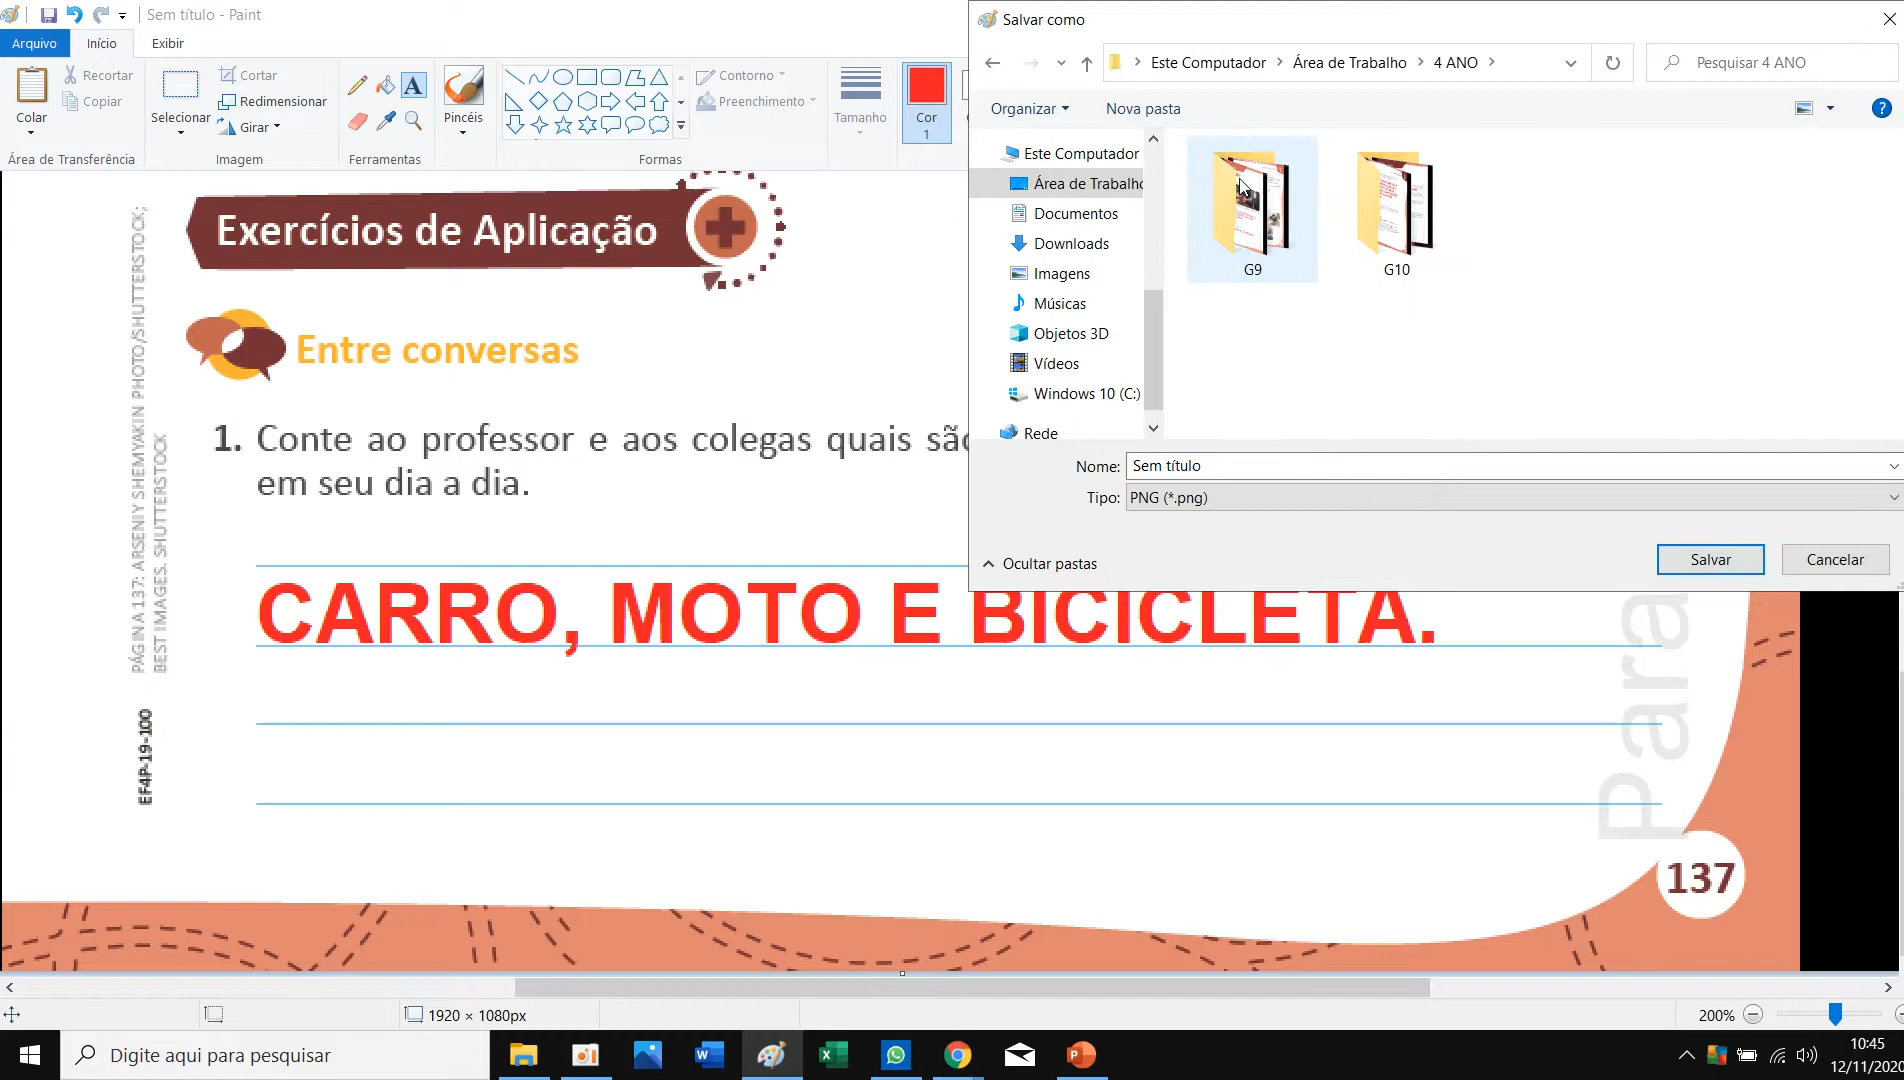 Sem título - Paint
Arquivo
Início
Exibir
Colar
Recortar
Copiar
Área de Transferência
Selecionar
Cortar
Redimensionar
Girar
Imagem
A
Ferramentas
Pincéis
Formas
Contorno
Preenchimento
Tamanho
Cor
1
Salvar como
Este Computador
Área de Trabalho
4 ANO
Pesquisar 4 ANO
Organizar
Nova pasta
?
Este Computador
Área de Trabalho
Documentos
Downloads
Imagens
Músicas
Objetos 3D
Vídeos
Windows 10 (C:)
Rede
G9
G10
Nome:
Sem título
Tipo:
PNG (*.png)
Ocultar pastas
Salvar
Cancelar
Exercícios de Aplicação
Entre conversas
1. Conte ao professor e aos colegas quais são
em seu dia a dia.
CARRO, MOTO E BICICLETA.
PÁGINA 137: ARSENIY SHEMYAKIN PHOTO/SHUTTERSTOCK;
BEST IMAGES. SHUTTERSTOCK
EF4P-19-100
Para
137
1920 × 1080px
200%
Digite aqui para pesquisar
10:45
12/11/2020